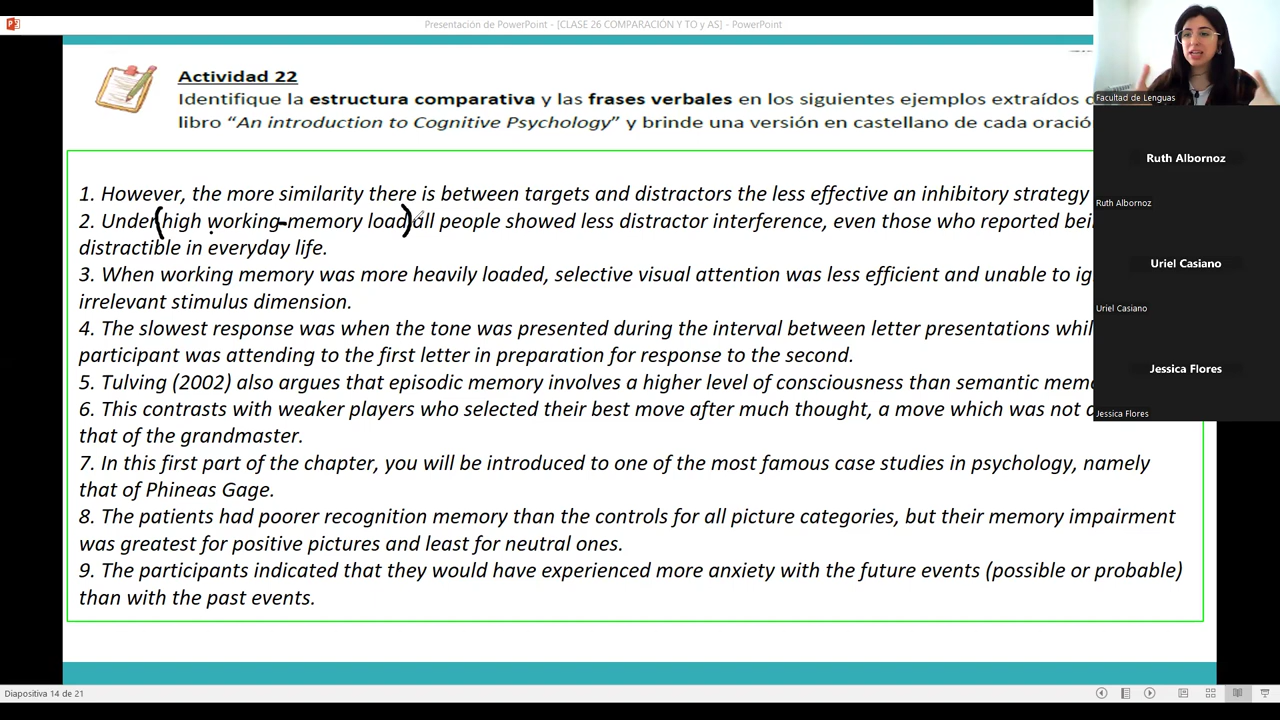 Presentación de PowerPoint - [CLASE 26 COMPARACIÓN Y TO y AS] - PowerPoint
Actividad 22
Identifique la estructura comparativa y las frases verbales en los siguientes ejemplos extraídos
libro “An introduction to Cognitive Psychology” y brinde una versión en castellano de cada
1. However, the more similarity there is between targets and distractors the less effective an inhibitory strategy
2. Under (high working-memory load) all people showed less distractor interference, even those who reported
distractible in everyday life.
3. When working memory was more heavily loaded, selective visual attention was less efficient and unable to
irrelevant stimulus dimension.
4. The slowest response was when the tone was presented during the interval between letter presentations
participant was attending to the first letter in preparation for response to the second.
5. Tulving (2002) also argues that episodic memory involves a higher level of consciousness than semantic
6. This contrasts with weaker players who selected their best move after much thought, a move which was not
that of the grandmaster.
7. In this first part of the chapter, you will be introduced to one of the most famous case studies in psychology, namely
that of Phineas Gage.
8. The patients had poorer recognition memory than the controls for all picture categories, but their memory impairment
was greatest for positive pictures and least for neutral ones.
9. The participants indicated that they would have experienced more anxiety with the future events (possible or probable)
than with the past events.
Facultad de Lenguas
Ruth Albornoz
Ruth Albornoz
Uriel Casiano
Uriel Casiano
Jessica Flores
Jessica Flores
Diapositiva 14 de 21